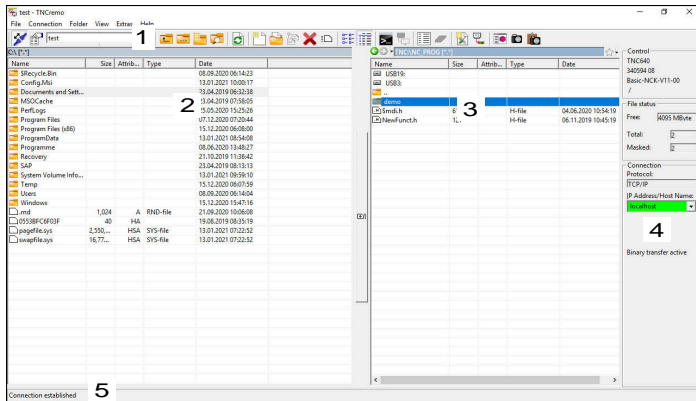 test - TNCremo
File Connection Folder View Extras Help
test
1
C:\ [*.*]
Name Size Attrib... Type Date
$Recycle.Bin 08.09.2020 06:14:23
Config.Msi 13.01.2021 10:00:17
Documents and Sett... 23.04.2019 06:32:38
MSOCache 23.04.2019 07:58:05
PerfLogs 15.05.2020 15:25:26
Program Files 07.12.2020 07:20:44
Program Files (x86) 15.12.2020 06:08:00
ProgramData 13.01.2021 08:54:08
Programme 08.06.2020 13:48:27
Recovery 21.10.2019 11:36:42
SAP 23.04.2019 08:13:13
System Volume Info... 13.01.2021 09:59:10
Temp 15.12.2020 06:07:59
Users 08.09.2020 06:14:04
Windows 15.12.2020 15:47:16
.rnd 1,024 A RND-file 21.09.2020 10:06:08
0553BFC6F03F 40 HA 19.08.2019 08:35:19
pagefile.sys 2,550,... HSA SYS-file 13.01.2021 07:22:52
swapfile.sys 16,77... HSA SYS-file 13.01.2021 07:22:52
2
TNC:\NC_PROG [*.*]
Name Size Attrib... Type Date
USB19:
USB3:
..
demo
$mdi.h H-file 04.06.2020 10:54:19
NewFunct.h H-file 06.11.2019 10:45:19
3
Control
TNC640
340594 08
Basic-NCK-V11-00
/
File status
Free: 4095 MByte
Total: 2
Masked: 2
Connection
Protocol:
TCP/IP
IP Address/Host Name:
localhost
4
Binary transfer active
Connection established
5